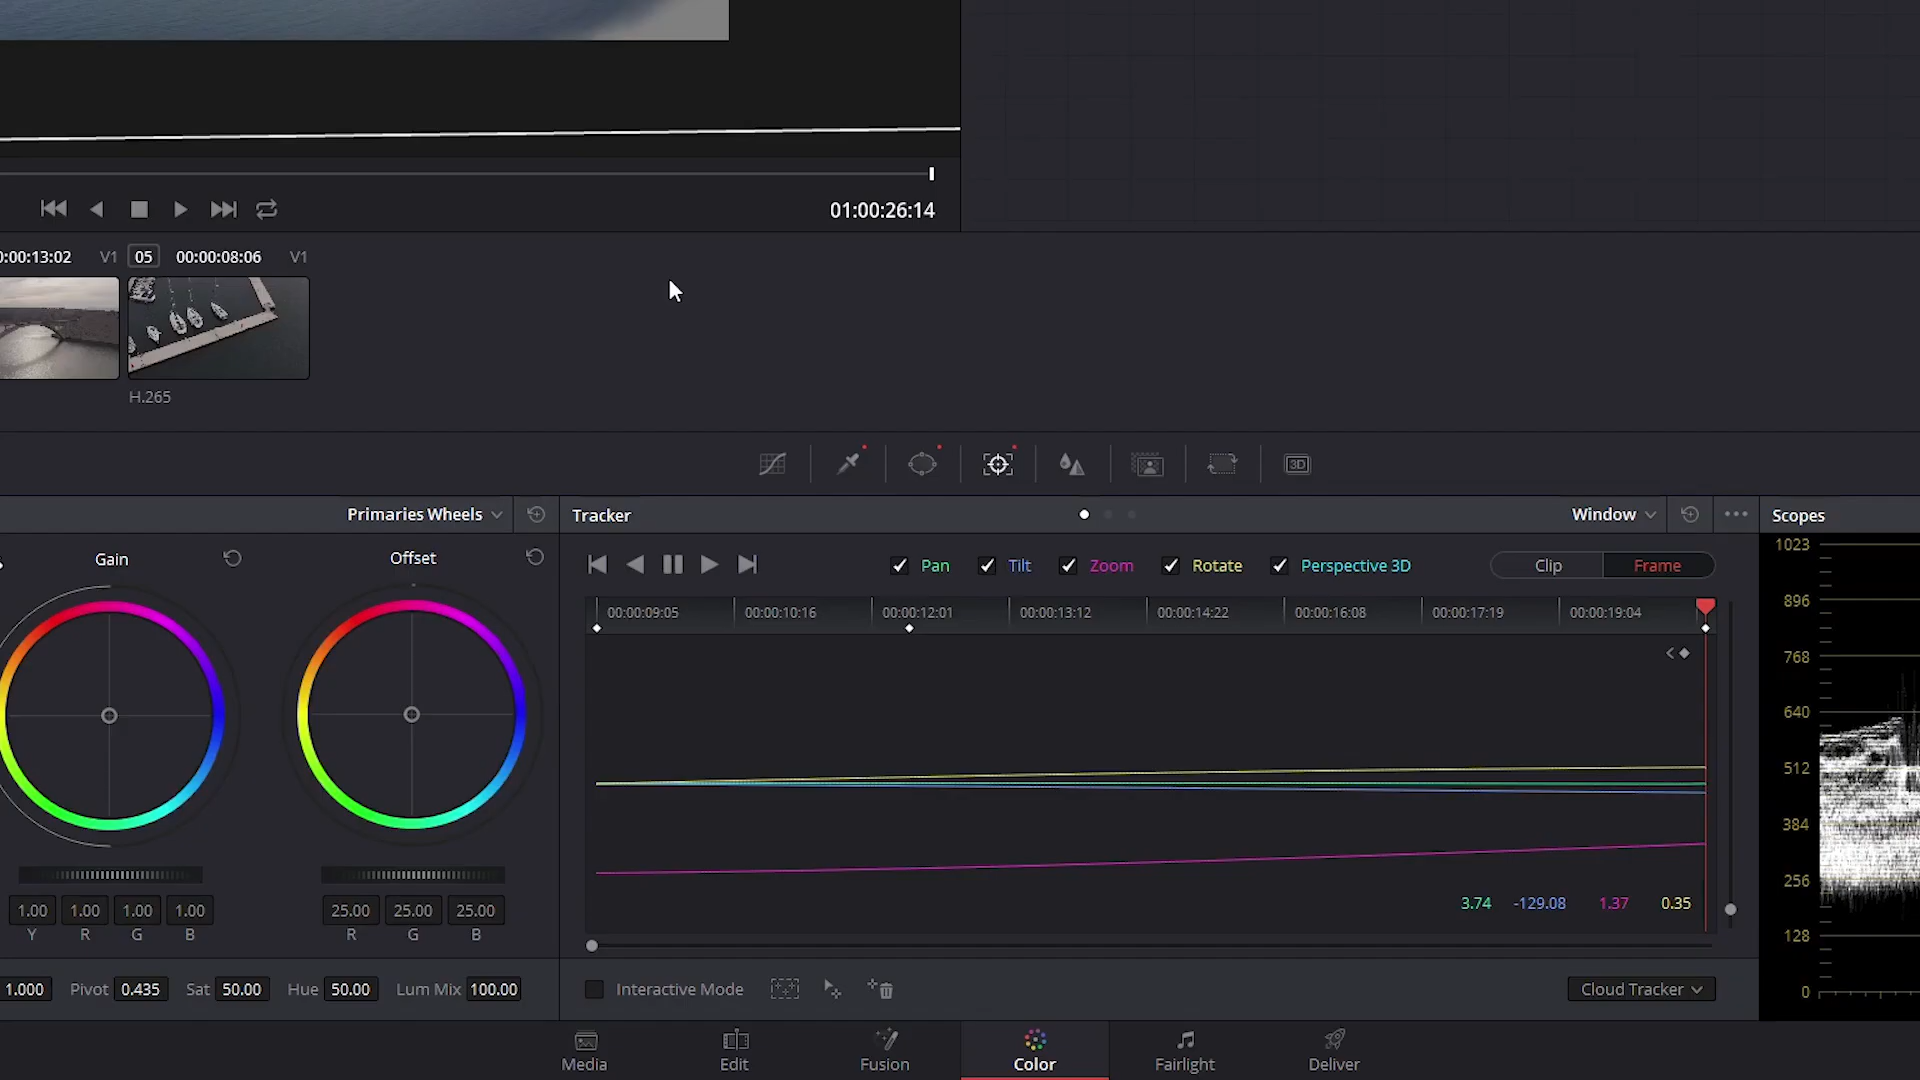 01:00:26:14
0:00:13:02 V1 05 00:00:08:06 V1
H.265
3D
Primaries Wheels Tracker Window Scopes
Gain Offset Pan Tilt Zoom Rotate Perspective 3D Clip Frame
00:00:09:05 00:00:10:16 00:00:12:01 00:00:13:12 00:00:14:22 00:00:16:08 00:00:17:19 00:00:19:04
1023
896
768
640
512
384
256
128
0
3.74 -129.08 1.37 0.35
1.00 1.00 1.00 1.00 25.00 25.00 25.00
Y R G B R G B
1.000 Pivot 0.435 Sat 50.00 Hue 50.00 Lum Mix 100.00 Interactive Mode Cloud Tracker
Media Edit Fusion Color Fairlight Deliver